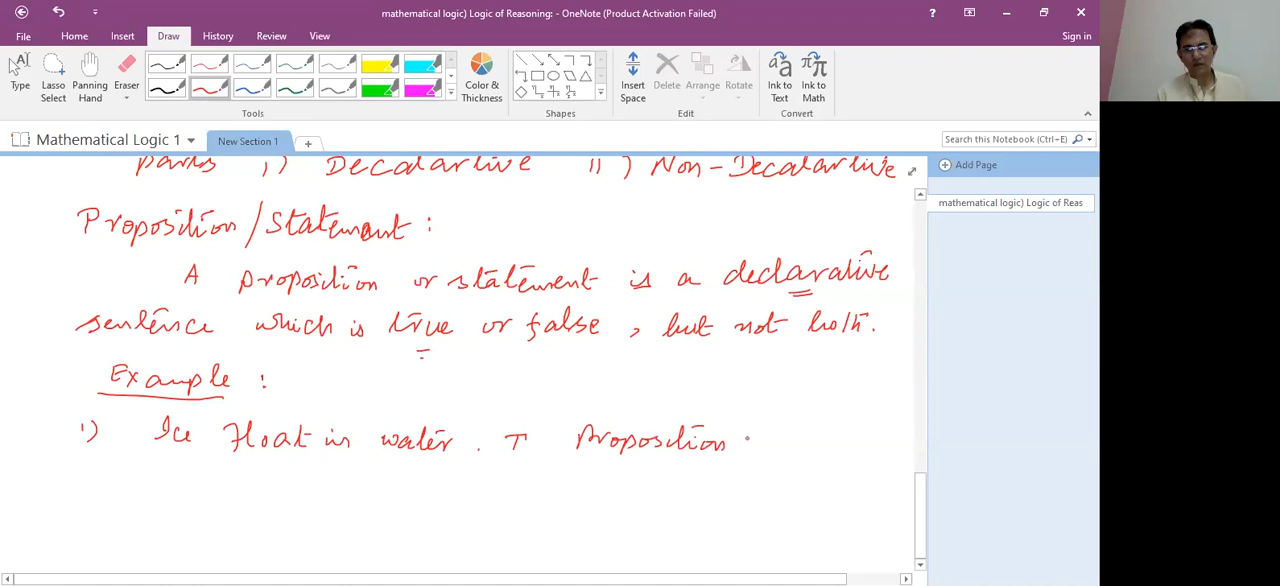 mathematical logic) Logic of Reasoning: - OneNote (Product Activation Failed)
?
File Home Insert Draw History Review View Sign in
Type Lasso Select Panning Hand Eraser Color & Thickness Insert Space Delete Arrange Rotate Ink to Text Ink to Math
Tools Shapes Edit Convert
Mathematical Logic 1 New Section 1 + Search this Notebook (Ctrl+E)
Add Page
mathematical logic) Logic of Reas
parks i) Decalartive ii) Non-Decalartive
Proposition/Statement :
A proposition or statement is a declarative
sentence which is true or false , but not both.
Example :
1) Ice Float in water . T Proposition .